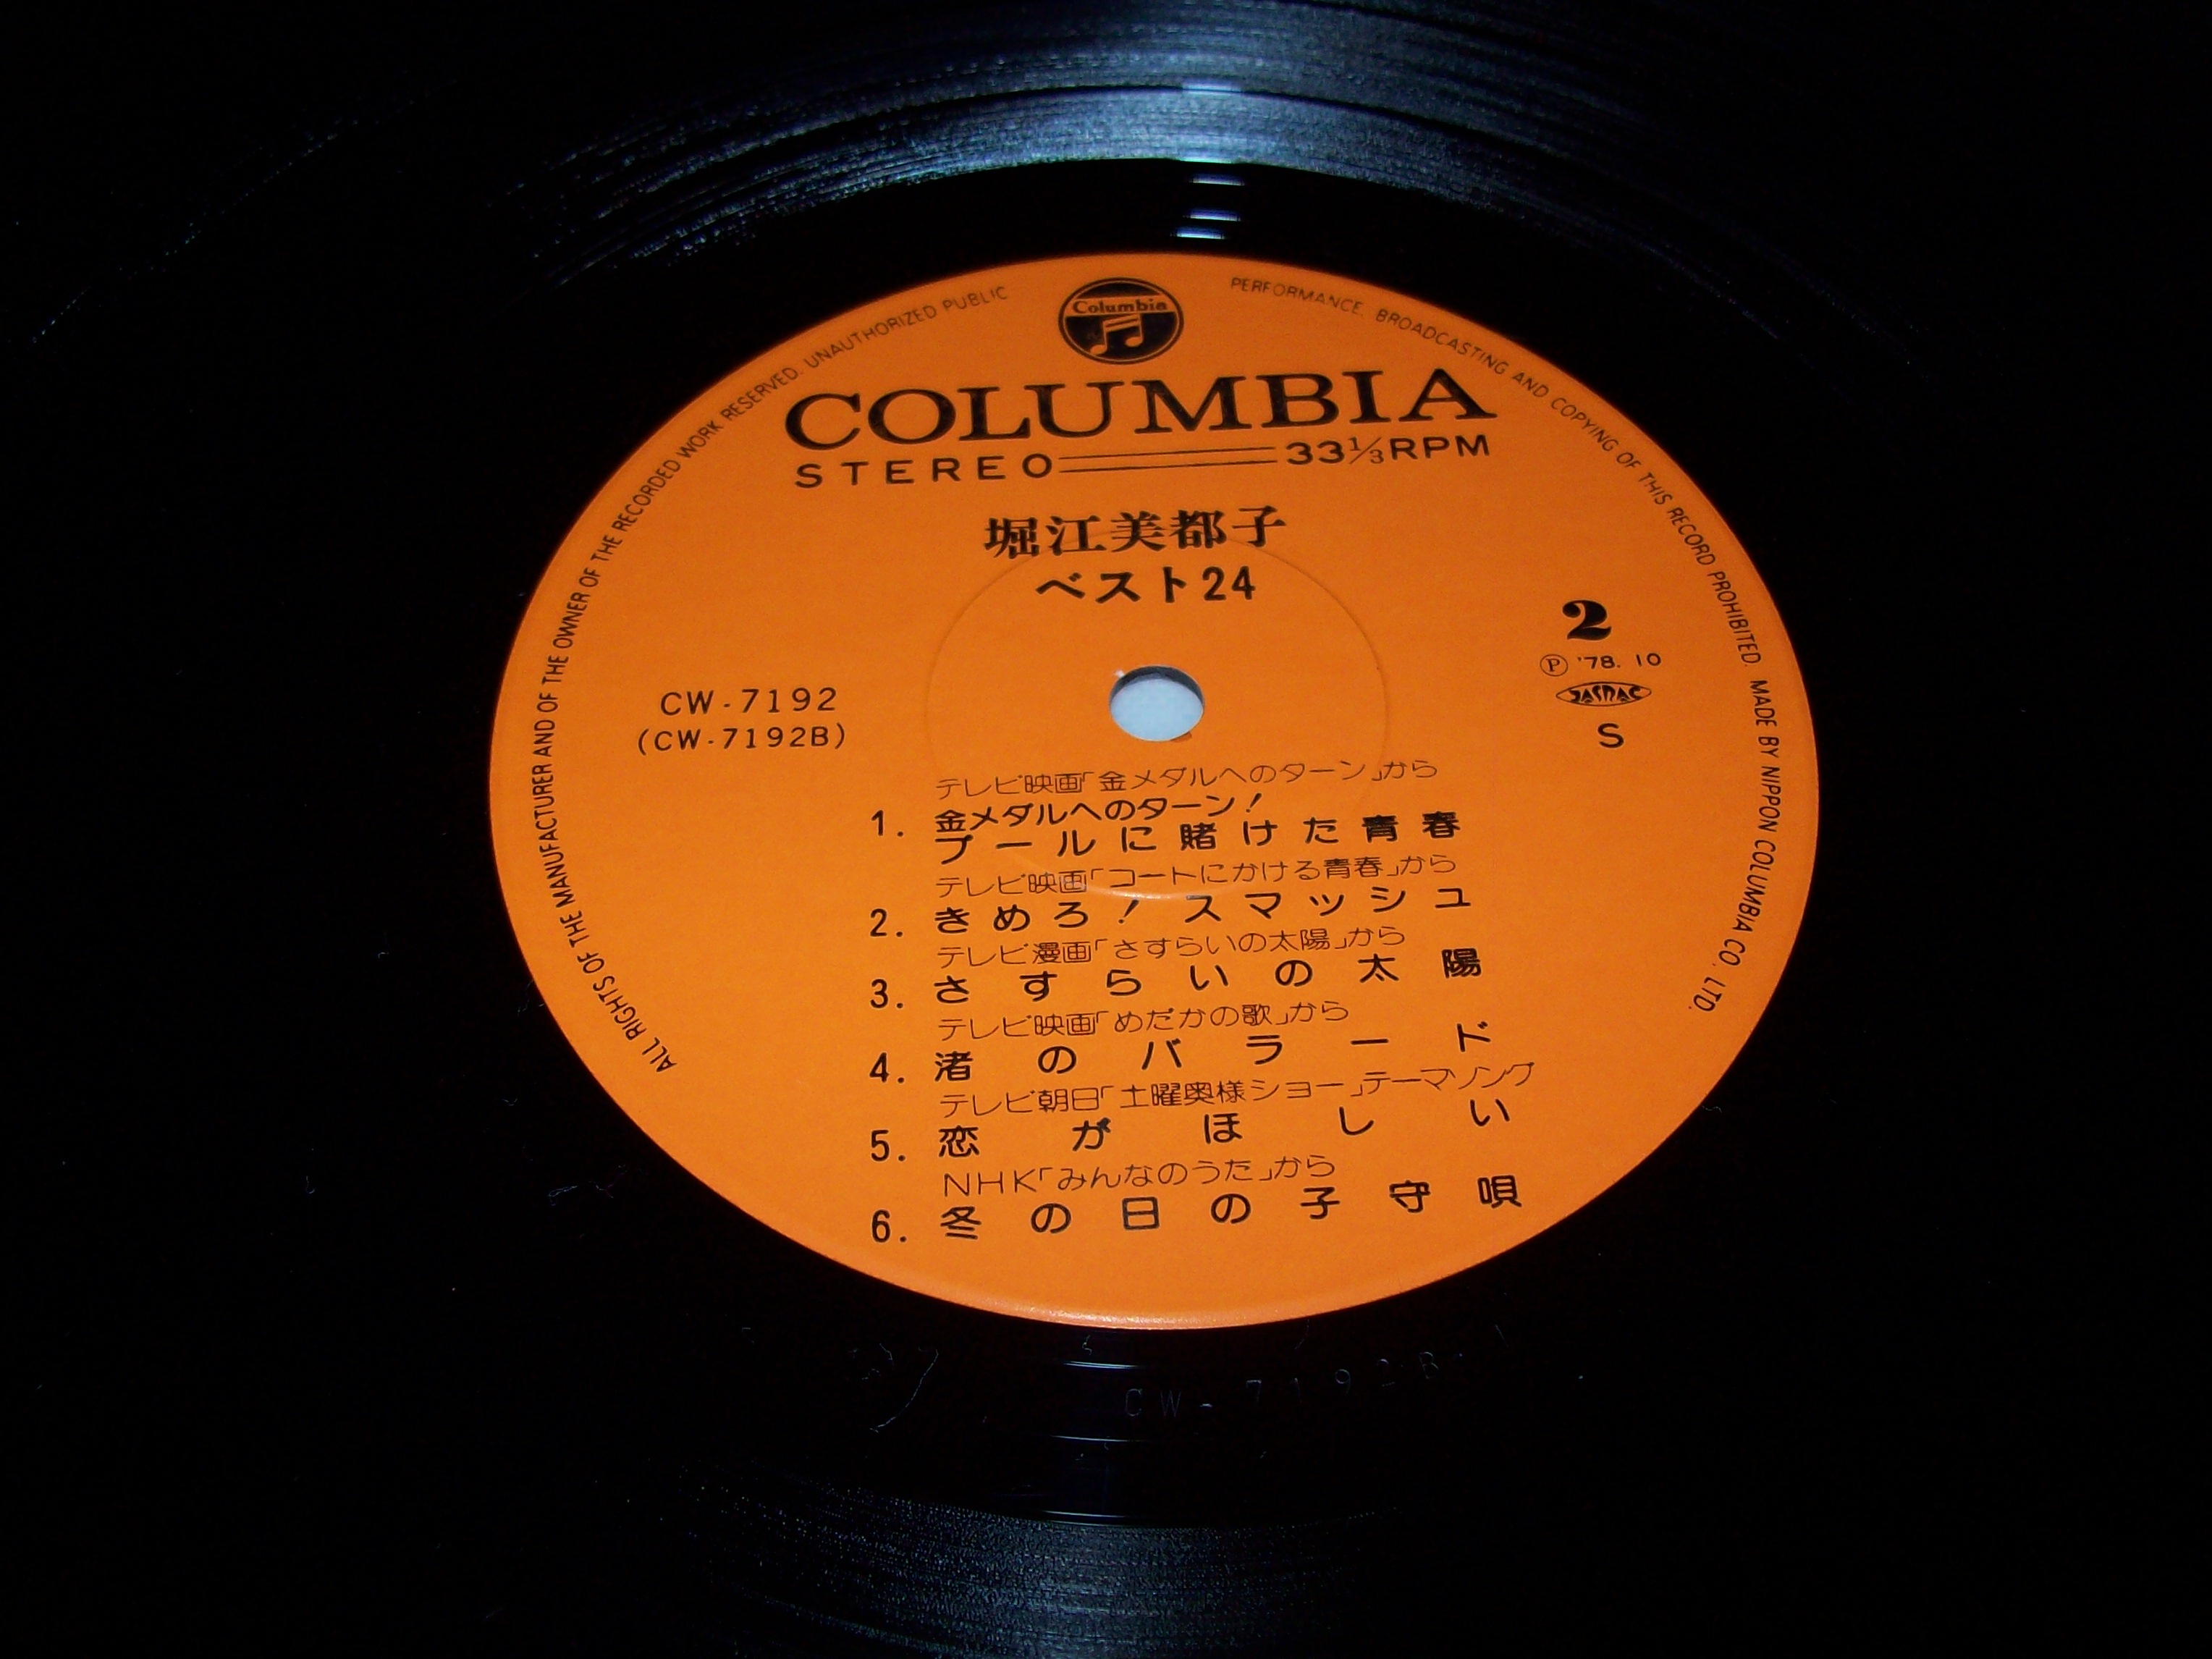 Columbia
ALL RIGHTS OF THE MANUFACTURER AND OF THE OWNER OF THE RECORDED WORK RESERVED. UNAUTHORIZED PUBLIC PERFORMANCE, BROADCASTING AND COPYING OF THIS RECORD PROHIBITED. MADE BY NIPPON COLUMBIA CO., LTD.
COLUMBIA
STEREO 33⅓RPM
堀江美都子
ベスト24
2
Ⓟ '78. 10
JASRAC
S
CW-7192
(CW-7192B)
テレビ映画「金メダルへのターン」から
1. 金メダルへのターン!
プールに賭けた青春
テレビ映画「コートにかける青春」から
2. きめろ! スマッシュ
テレビ漫画「さすらいの太陽」から
3. さすらいの太陽
テレビ映画「めだかの歌」から
4. 渚のバラード
テレビ朝日「土曜奥様ショー」テーマソング
5. 恋がほしい
NHK「みんなのうた」から
6. 冬の日の子守唄
CW-7192B-1